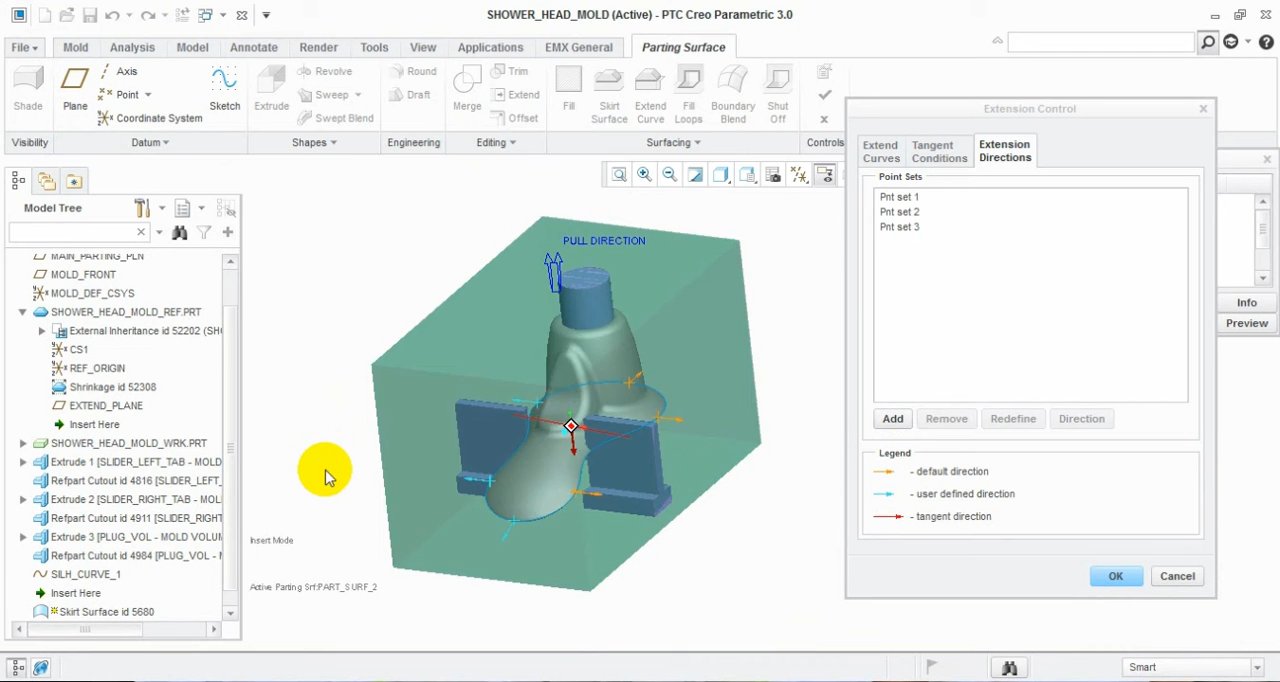 SHOWER_HEAD_MOLD (Active) - PTC Creo Parametric 3.0
File Mold Analysis Model Annotate Render Tools View Applications EMX General Parting Surface
Shade
Plane
Axis
Point
Coordinate System
Sketch
Extrude
Revolve
Sweep
Swept Blend
Round
Draft
Merge
Trim
Extend
Offset
Fill
Skirt Surface
Extend Curve
Fill Loops
Boundary Blend
Shut Off
Visibility Datum Shapes Engineering Editing Surfacing Controls
Model Tree
MAIN_PARTING_PLN
MOLD_FRONT
MOLD_DEF_CSYS
SHOWER_HEAD_MOLD_REF.PRT
External Inheritance id 52202 (SH
CS1
REF_ORIGIN
Shrinkage id 52308
EXTEND_PLANE
Insert Here
SHOWER_HEAD_MOLD_WRK.PRT
Extrude 1 [SLIDER_LEFT_TAB - MOLD
Refpart Cutout id 4816 [SLIDER_LEFT_
Extrude 2 [SLIDER_RIGHT_TAB - MOL
Refpart Cutout id 4911 [SLIDER_RIGH
Extrude 3 [PLUG_VOL - MOLD VOLUM
Refpart Cutout id 4984 [PLUG_VOL -
SILH_CURVE_1
Insert Here
Skirt Surface id 5680
PULL DIRECTION
Insert Mode
Active Parting Srf:PART_SURF_2
Extension Control
Extend Curves
Tangent Conditions
Extension Directions
Point Sets
Pnt set 1
Pnt set 2
Pnt set 3
Add Remove Redefine Direction
Legend
- default direction
- user defined direction
- tangent direction
OK Cancel
Info
Preview
Smart